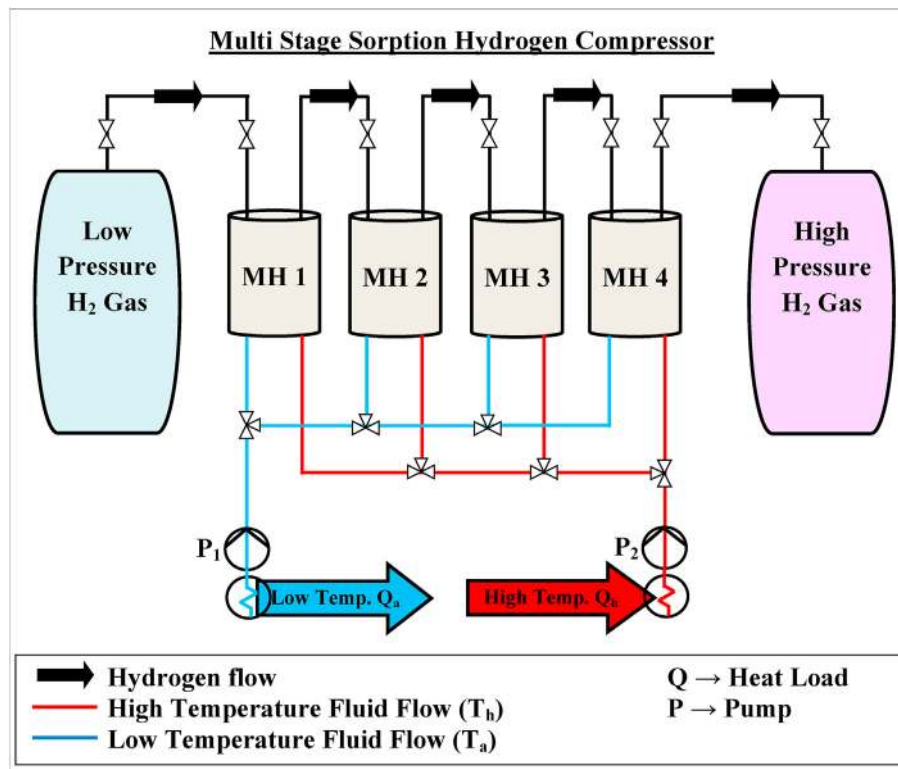 Multi Stage Sorption Hydrogen Compressor
Low
Pressure
H₂ Gas
MH 1
MH 2
MH 3
MH 4
High
Pressure
H₂ Gas
P₁
P₂
Low Temp. Qₐ
High Temp. Qₕ
Hydrogen flow
High Temperature Fluid Flow (Tₕ)
Low Temperature Fluid Flow (Tₐ)
Q → Heat Load
P → Pump